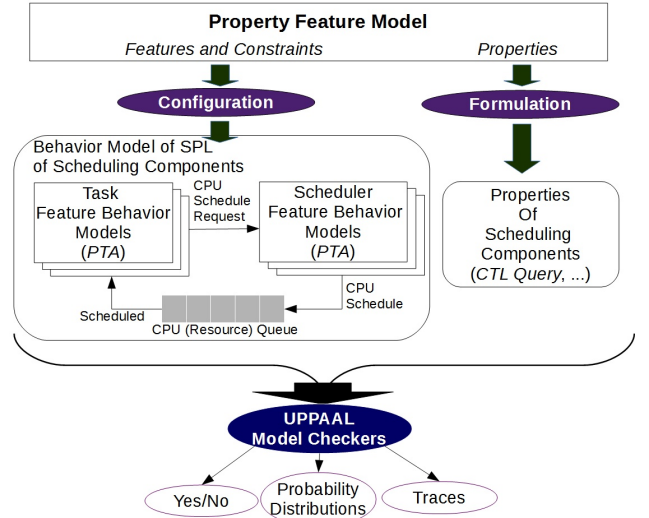 Property Feature Model
Features and Constraints
Properties
Configuration
Formulation
Behavior Model of SPL
of Scheduling Components
Task
Feature Behavior
Models
(PTA)
CPU
Schedule
Request
Scheduler
Feature Behavior
Models
(PTA)
CPU
Schedule
Scheduled
CPU (Resource) Queue
Properties
Of
Scheduling
Components
(CTL Query, ...)
UPPAAL
Model Checkers
Yes/No
Probability
Distributions
Traces